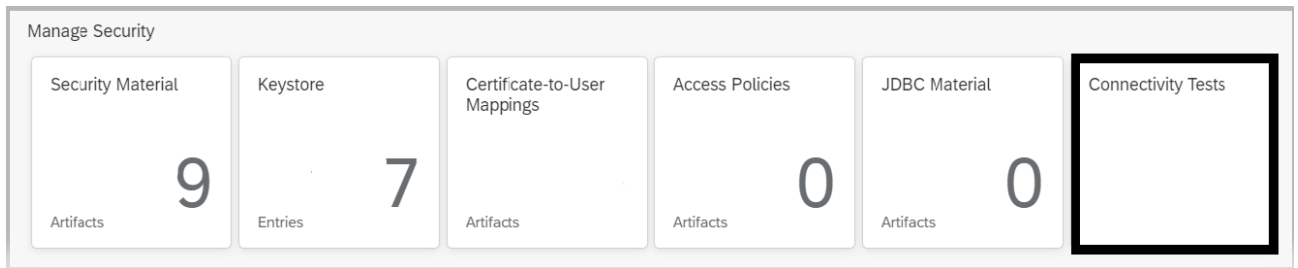 Manage Security
Security Material
9
Artifacts
Keystore
7
Entries
Certificate-to-User
Mappings
Artifacts
Access Policies
0
Artifacts
JDBC Material
0
Artifacts
Connectivity Tests